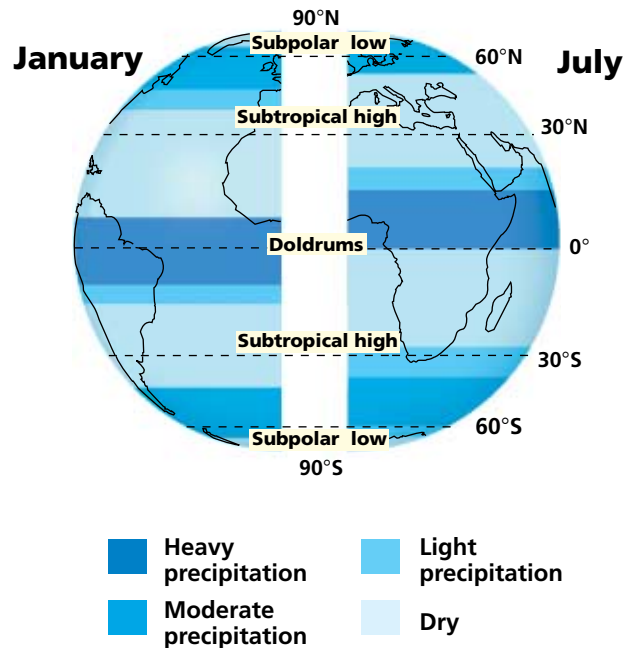 90°N
Subpolar low
January
60°N
July
Subtropical high
30°N
Doldrums
0°
Subtropical high
30°S
60°S
Subpolar low
90°S
Heavy
precipitation
Light
precipitation
Moderate
precipitation
Dry